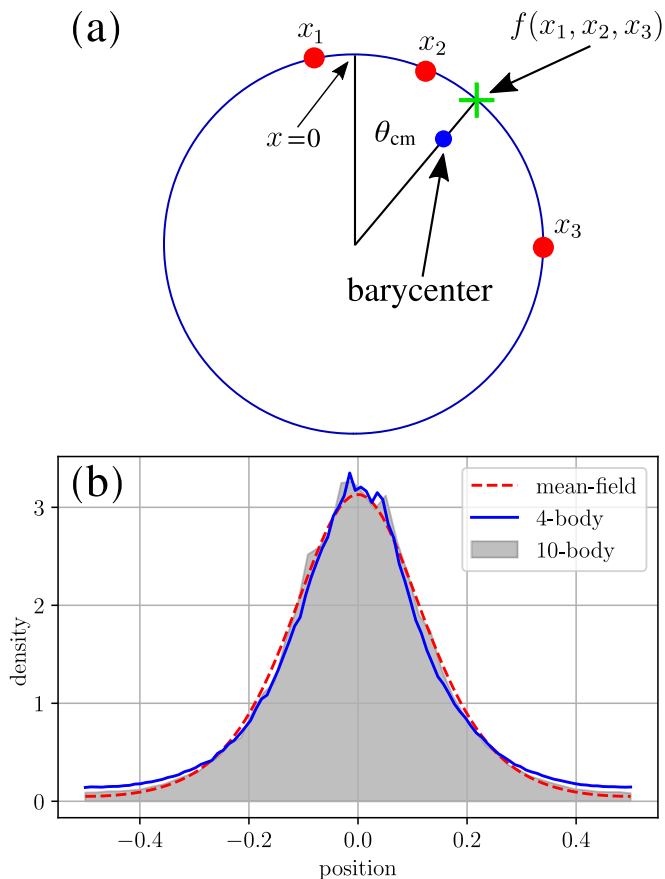 (a)
x₁
x₂
f(x₁, x₂, x₃)
x=0
θcm
x₃
barycenter
(b)
mean-field
4-body
10-body
density
3
2
1
0
−0.4
−0.2
0.0
0.2
0.4
position